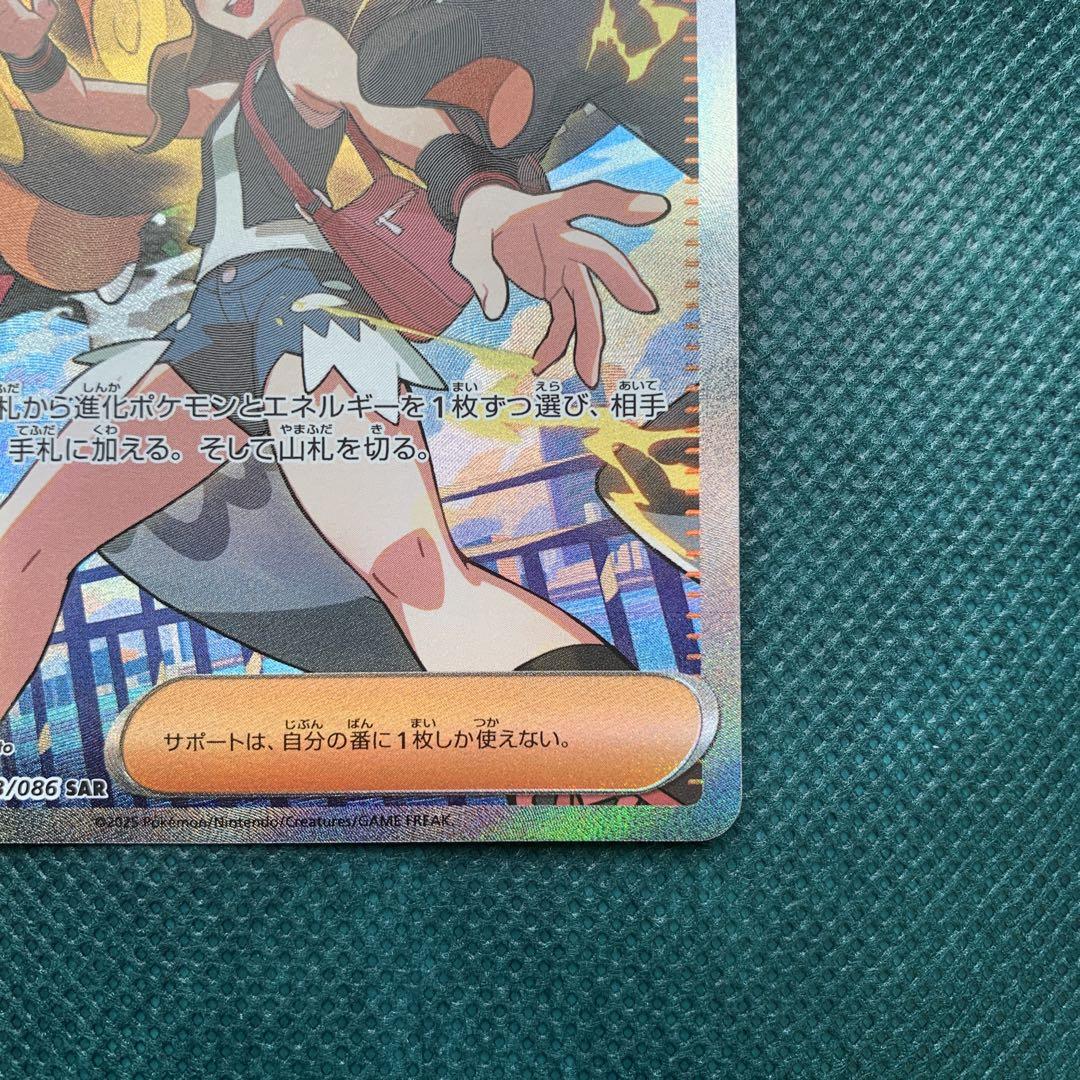 札から進化ポケモンとエネルギーを1枚ずつ選び、相手
手札に加える。そして山札を切る。
サポートは、自分の番に1枚しか使えない。
/086 SAR
©2025 Pokémon/Nintendo/Creatures/GAME FREAK.